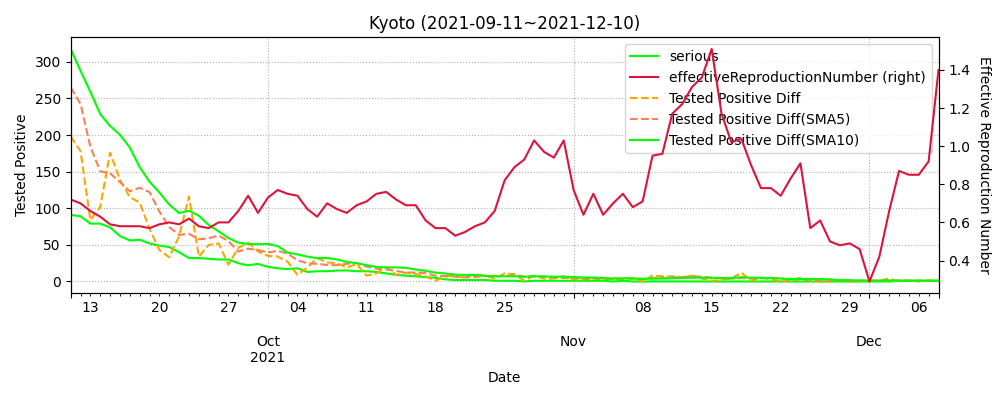 Kyoto (2021-09-11~2021-12-10)
serious
effectiveReproductionNumber (right)
Tested Positive Diff
Tested Positive Diff(SMA5)
Tested Positive Diff(SMA10)
Tested Positive
300
250
200
150
100
50
0
1.4
1.2
1.0
0.8
0.6
0.4
Effective Reproduction Number
13 20 27 04 11 18 25 08 15 22 29 06
Oct Nov Dec
2021
Date